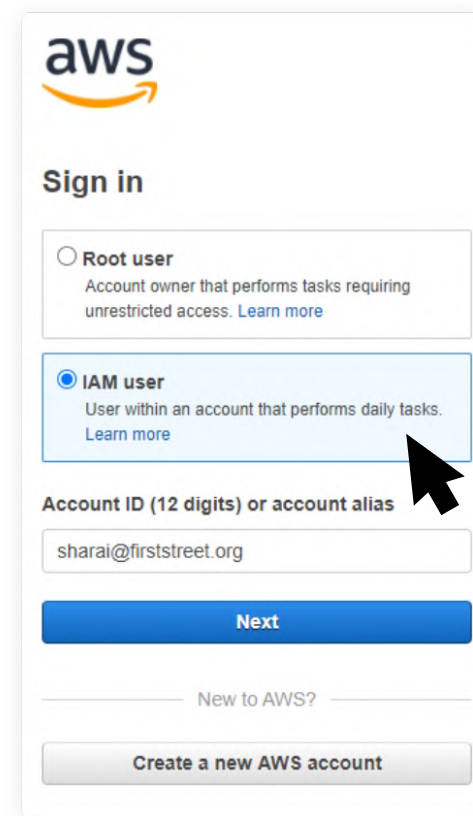 aws
Sign in
Root user
Account owner that performs tasks requiring
unrestricted access. Learn more
IAM user
User within an account that performs daily tasks.
Learn more
Account ID (12 digits) or account alias
sharai@firststreet.org
Next
New to AWS?
Create a new AWS account